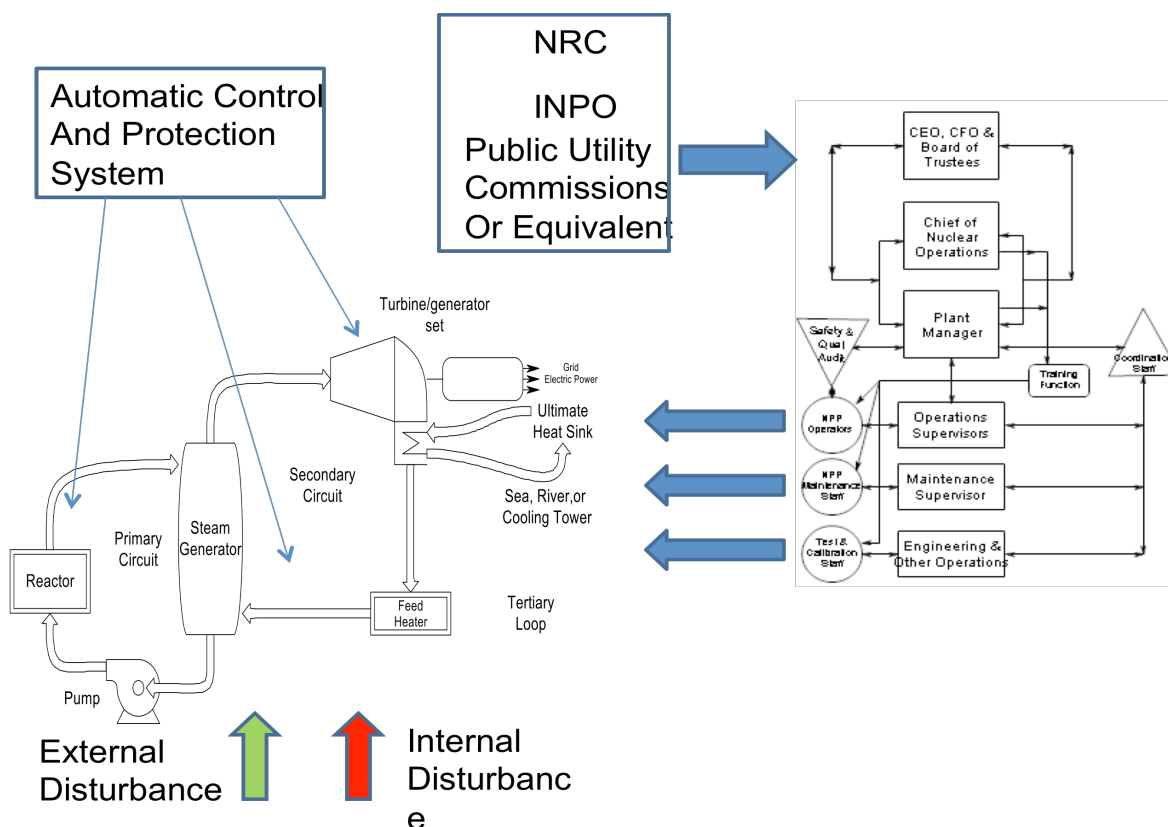 NRC
INPO
Public Utility
Commissions
Or Equivalent
Automatic Control
And Protection
System
CEO, CFO &
Board of
Trustees
Chief of
Nuclear
Operations
Plant
Manager
Safety &
Qual
Audit
Coordination
Staff
Training
Function
NPP
Operators
Operations
Supervisors
NPP
Maintenance
Staff
Maintenance
Supervisor
Test &
Calibration
Staff
Engineering &
Other Operations
Turbine/generator
set
Grid
Electric Power
Ultimate
Heat Sink
Sea, River,or
Cooling Tower
Secondary
Circuit
Primary
Circuit
Steam
Generator
Reactor
Feed
Heater
Tertiary
Loop
Pump
External
Disturbance
Internal
Disturbanc
e